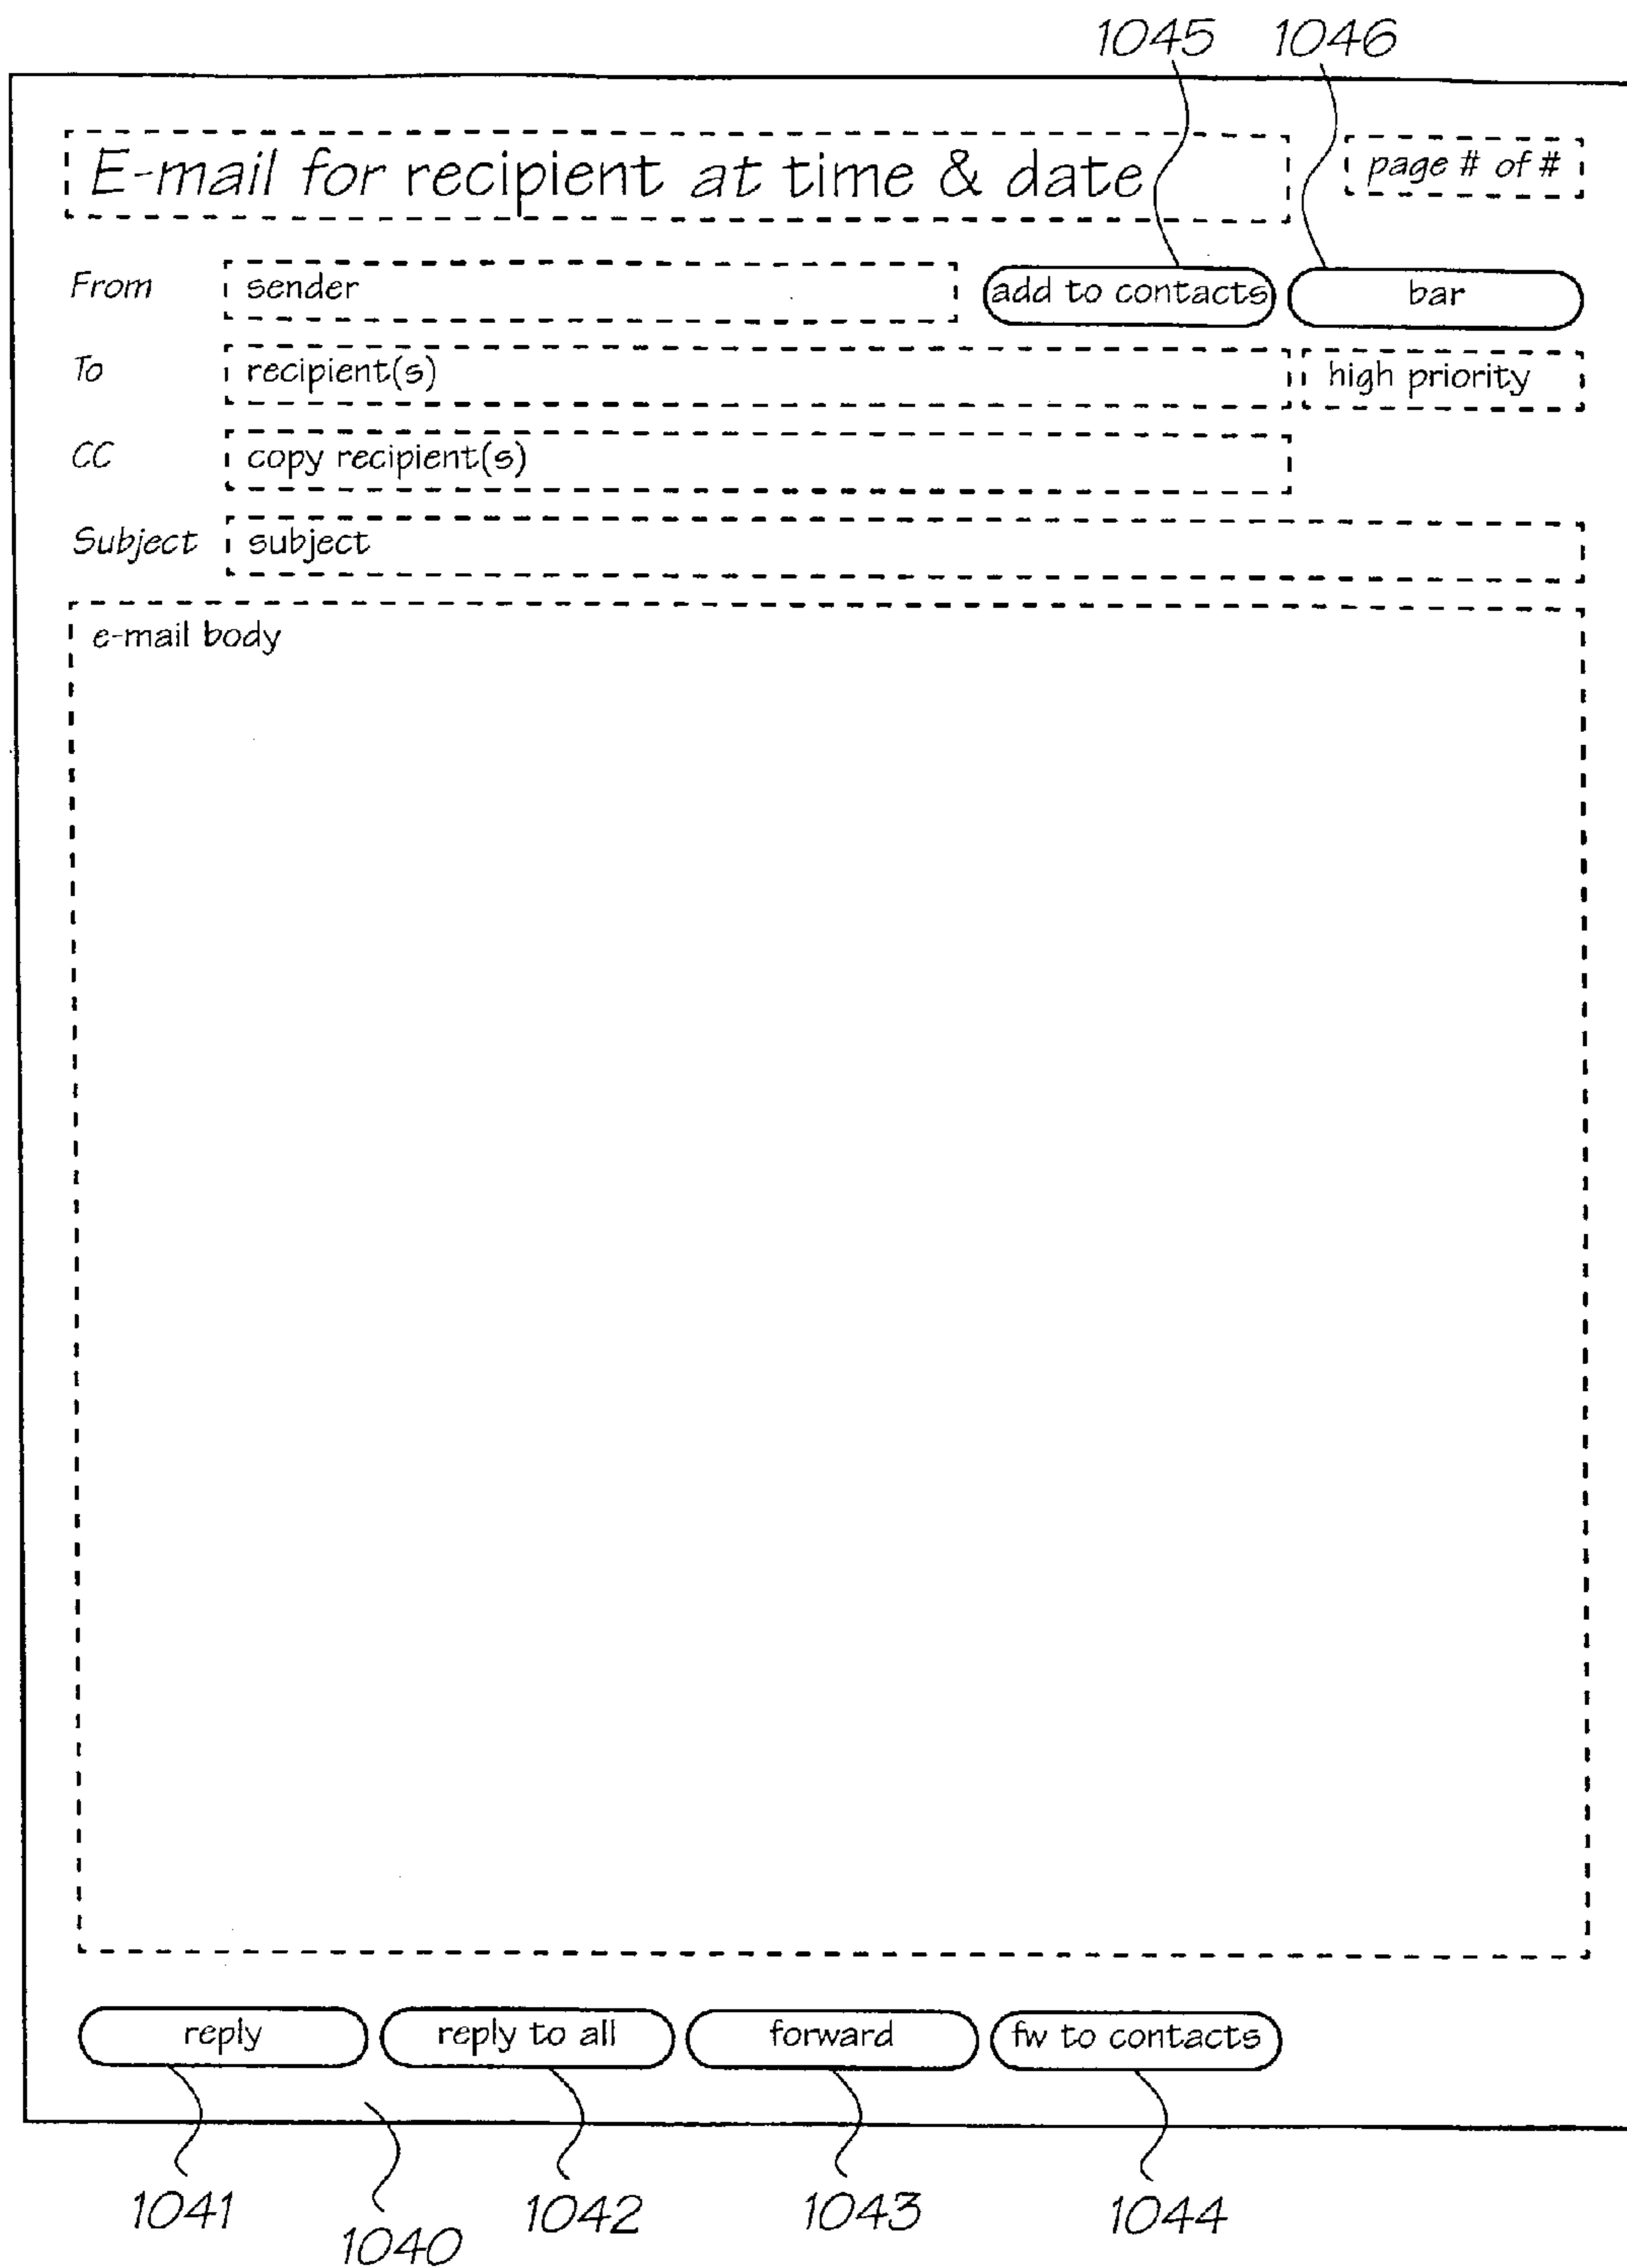 1045 1046
E-mail for recipient at time & date page # of #
From sender add to contacts bar
To recipient(s) high priority
CC copy recipient(s)
Subject subject
e-mail body
reply reply to all forward fw to contacts
1041 1040 1042 1043 1044